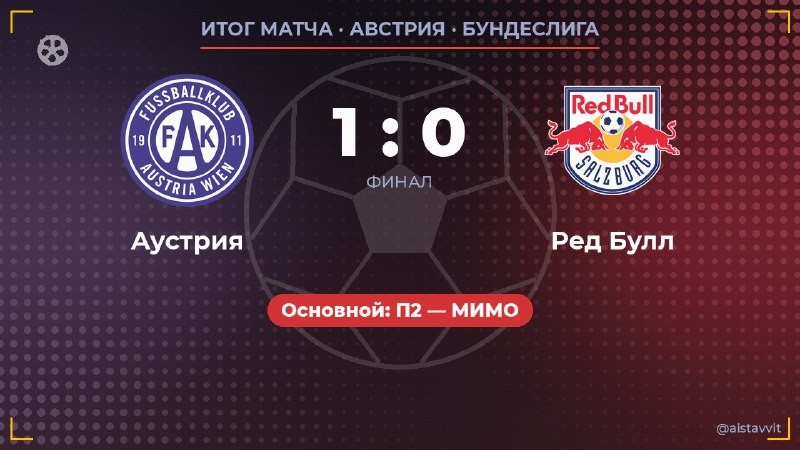 ИТОГ МАТЧА · АВСТРИЯ · БУНДЕСЛИГА
FUSSBALLKLUB
19 FAK 11
AUSTRIA WIEN
1 : 0
ФИНАЛ
Red Bull
SALZBURG
Аустрия
Ред Булл
Основной: П2 — МИМО
@aistavvit